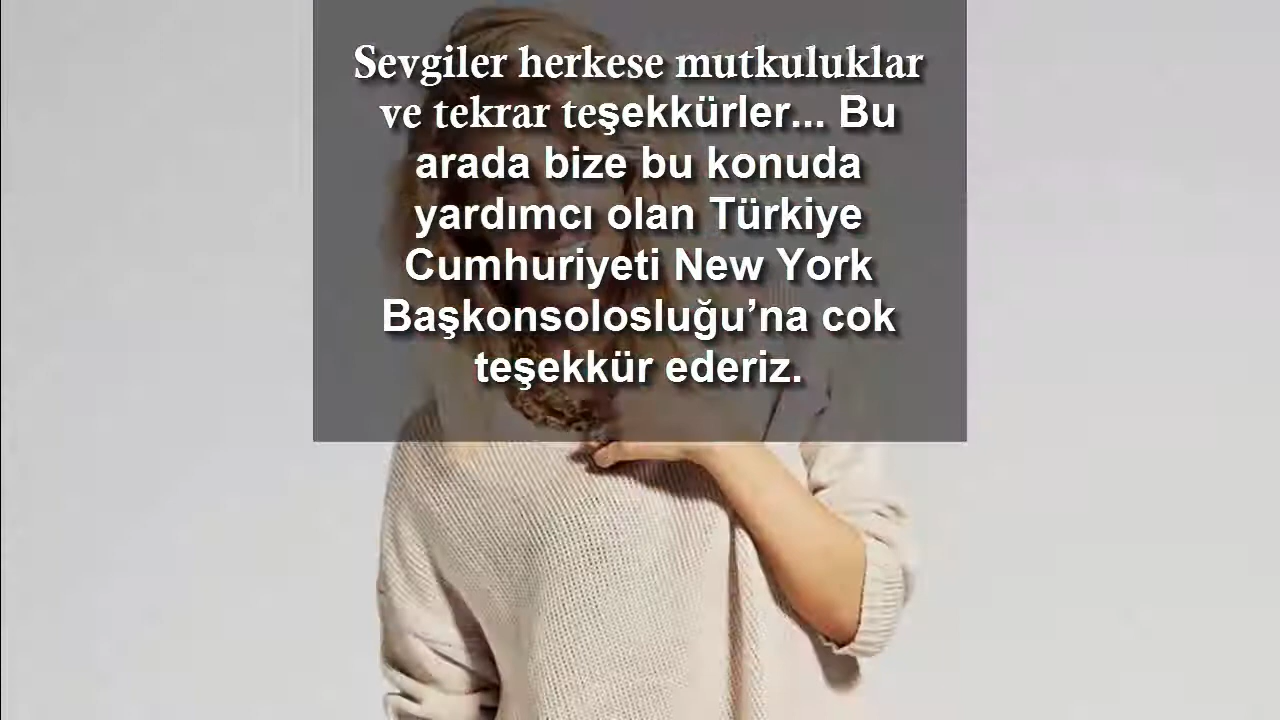 Sevgiler herkese mutkuluklar
ve tekrar teşekkürler... Bu
arada bize bu konuda
yardımcı olan Türkiye
Cumhuriyeti New York
Başkonsolosluğu’na cok
teşekkür ederiz.